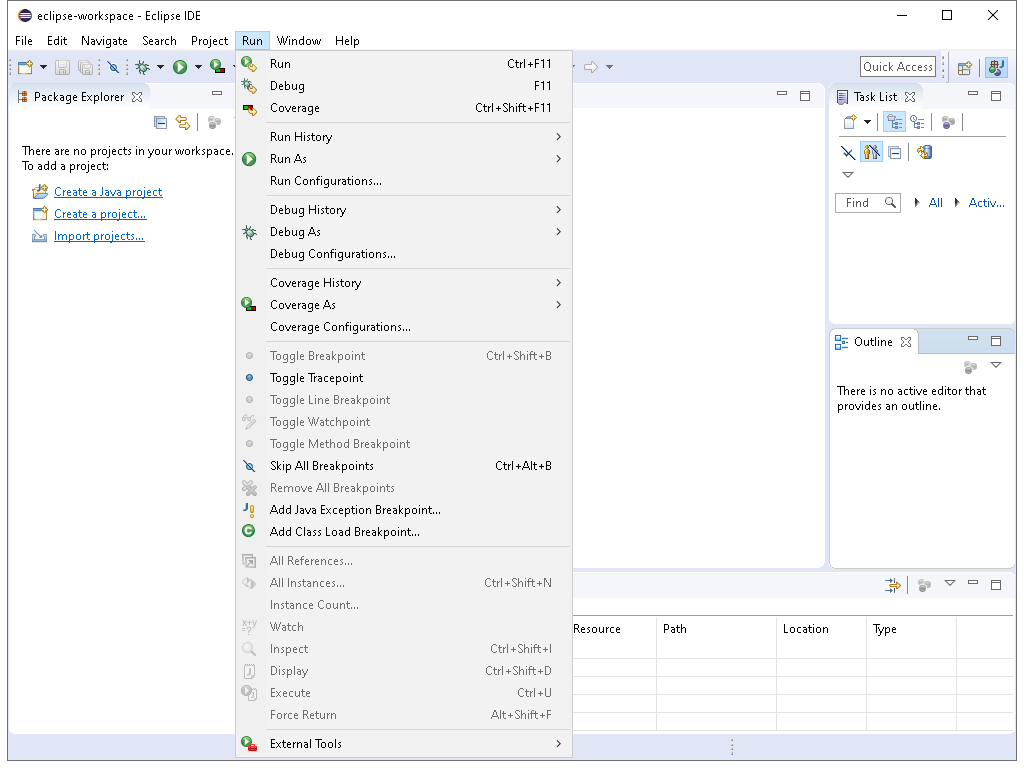 eclipse-workspace - Eclipse IDE
File Edit Navigate Search Project Run Window Help
Quick Access
Package Explorer
There are no projects in your workspace.
To add a project:
Create a Java project
Create a project...
Import projects...
Run Ctrl+F11
Debug F11
Coverage Ctrl+Shift+F11
Run History
Run As
Run Configurations...
Debug History
Debug As
Debug Configurations...
Coverage History
Coverage As
Coverage Configurations...
Toggle Breakpoint Ctrl+Shift+B
Toggle Tracepoint
Toggle Line Breakpoint
Toggle Watchpoint
Toggle Method Breakpoint
Skip All Breakpoints Ctrl+Alt+B
Remove All Breakpoints
Add Java Exception Breakpoint...
Add Class Load Breakpoint...
All References...
All Instances... Ctrl+Shift+N
Instance Count...
Watch
Inspect Ctrl+Shift+I
Display Ctrl+Shift+D
Execute Ctrl+U
Force Return Alt+Shift+F
External Tools
Task List
Find All Activ...
Outline
There is no active editor that
provides an outline.
Resource Path Location Type